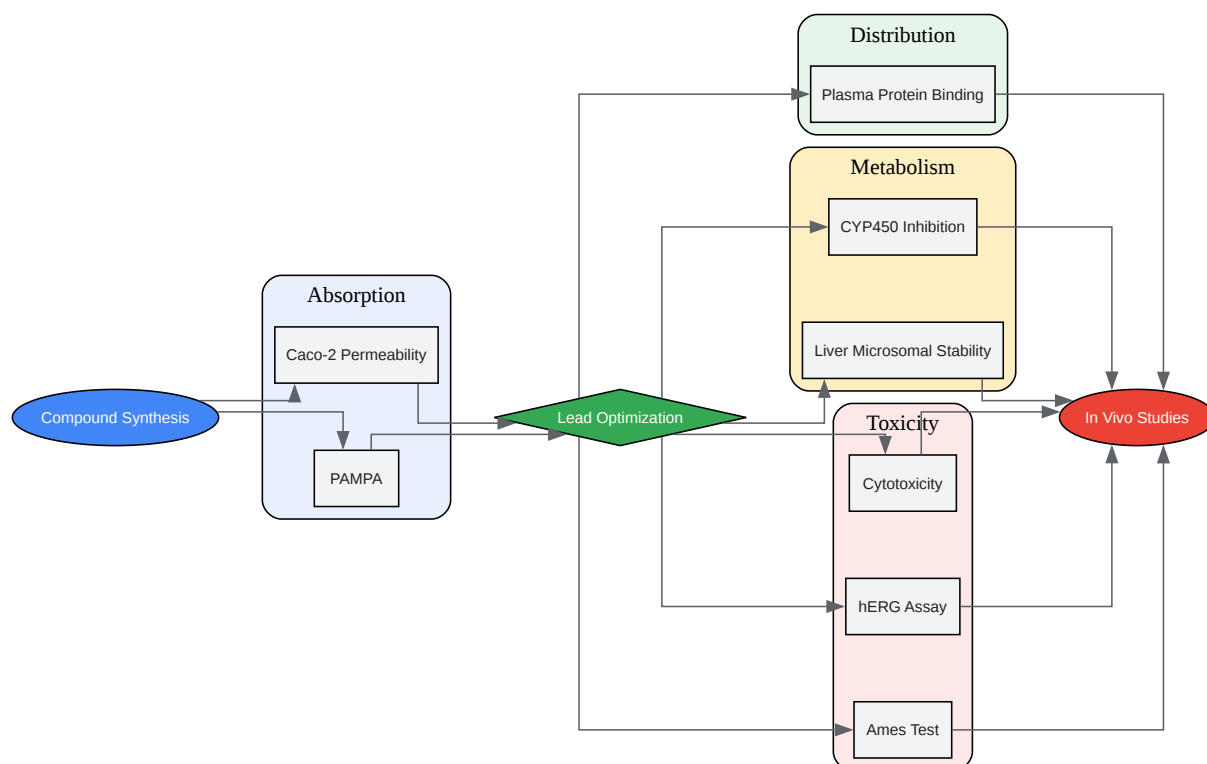 Distribution
Plasma Protein Binding
Metabolism
CYP450 Inhibition
Absorption
Caco-2 Permeability
Liver Microsomal Stability
Compound Synthesis
Lead Optimization
In Vivo Studies
Toxicity
PAMPA
Cytotoxicity
hERG Assay
Ames Test